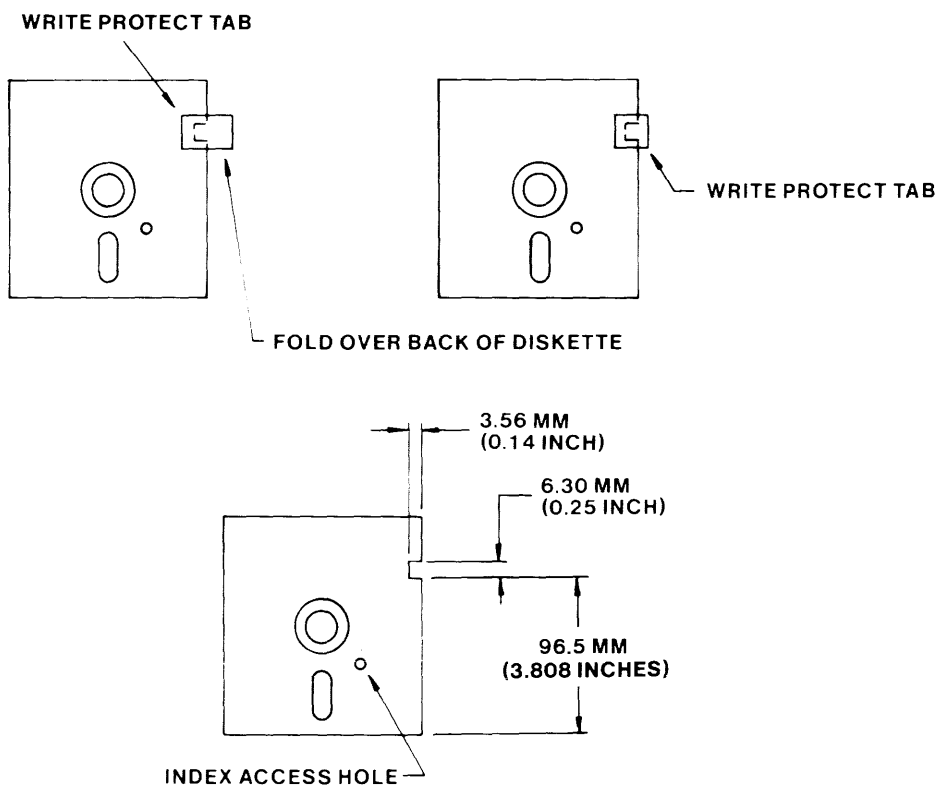 WRITE PROTECT TAB
WRITE PROTECT TAB
FOLD OVER BACK OF DISKETTE
3.56 MM
(0.14 INCH)
6.30 MM
(0.25 INCH)
96.5 MM
(3.808 INCHES)
INDEX ACCESS HOLE